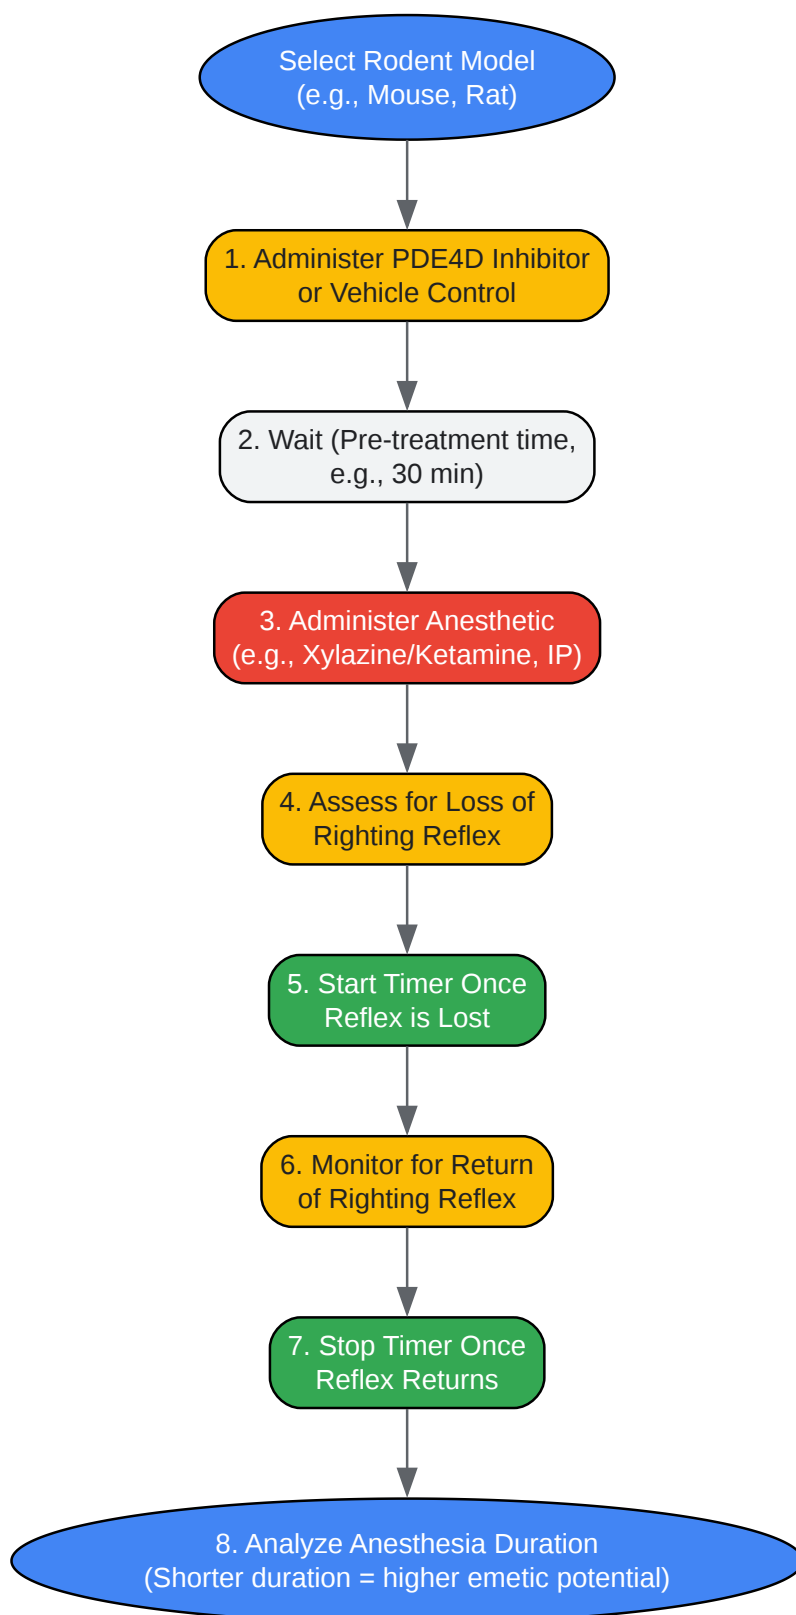 Select Rodent Model
(e.g., Mouse, Rat)
1. Administer PDE4D Inhibitor
or Vehicle Control
2. Wait (Pre-treatment time,
e.g., 30 min)
3. Administer Anesthetic
(e.g., Xylazine/Ketamine, IP)
4. Assess for Loss of
Righting Reflex
5. Start Timer Once
Reflex is Lost
6. Monitor for Return
of Righting Reflex
7. Stop Timer Once
Reflex Returns
8. Analyze Anesthesia Duration
(Shorter duration = higher emetic potential)